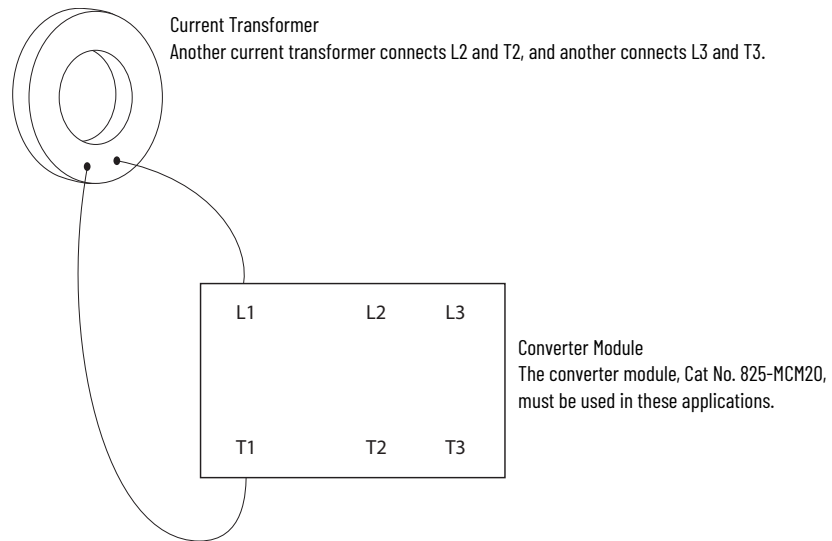 Current Transformer
Another current transformer connects L2 and T2, and another connects L3 and T3.
L1 L2 L3
Converter Module
The converter module, Cat No. 825-MCM20,
must be used in these applications.
T1 T2 T3